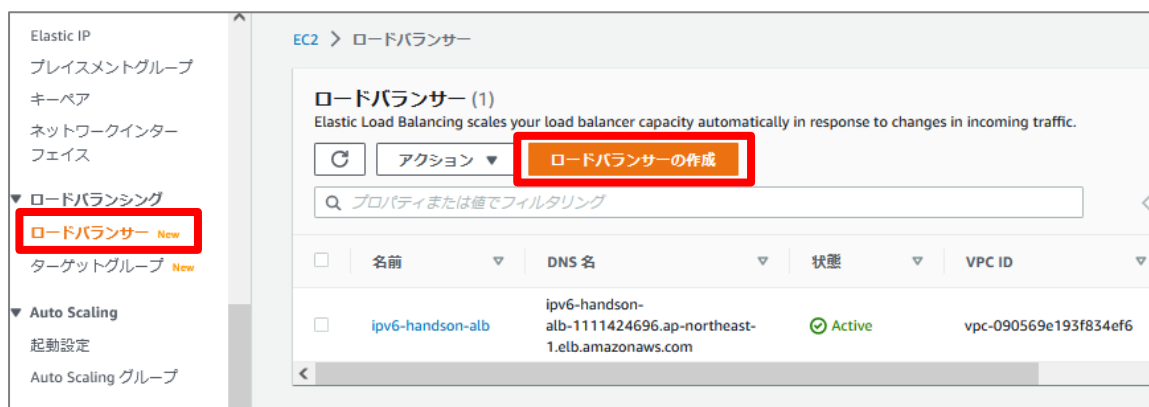 Elastic IP
プレイスメントグループ
キーペア
ネットワークインター
フェイス
ロードバランシング
ロードバランサー New
ターゲットグループ New
Auto Scaling
起動設定
Auto Scaling グループ
EC2 > ロードバランサー
ロードバランサー (1)
Elastic Load Balancing scales your load balancer capacity automatically in response to changes in incoming traffic.
アクション ロードバランサーの作成
プロパティまたは値でフィルタリング
名前 DNS 名 状態 VPC ID
ipv6-handson-
ipv6-handson-alb alb-1111424696.ap-northeast- Active vpc-090569e193f834ef6
1.elb.amazonaws.com